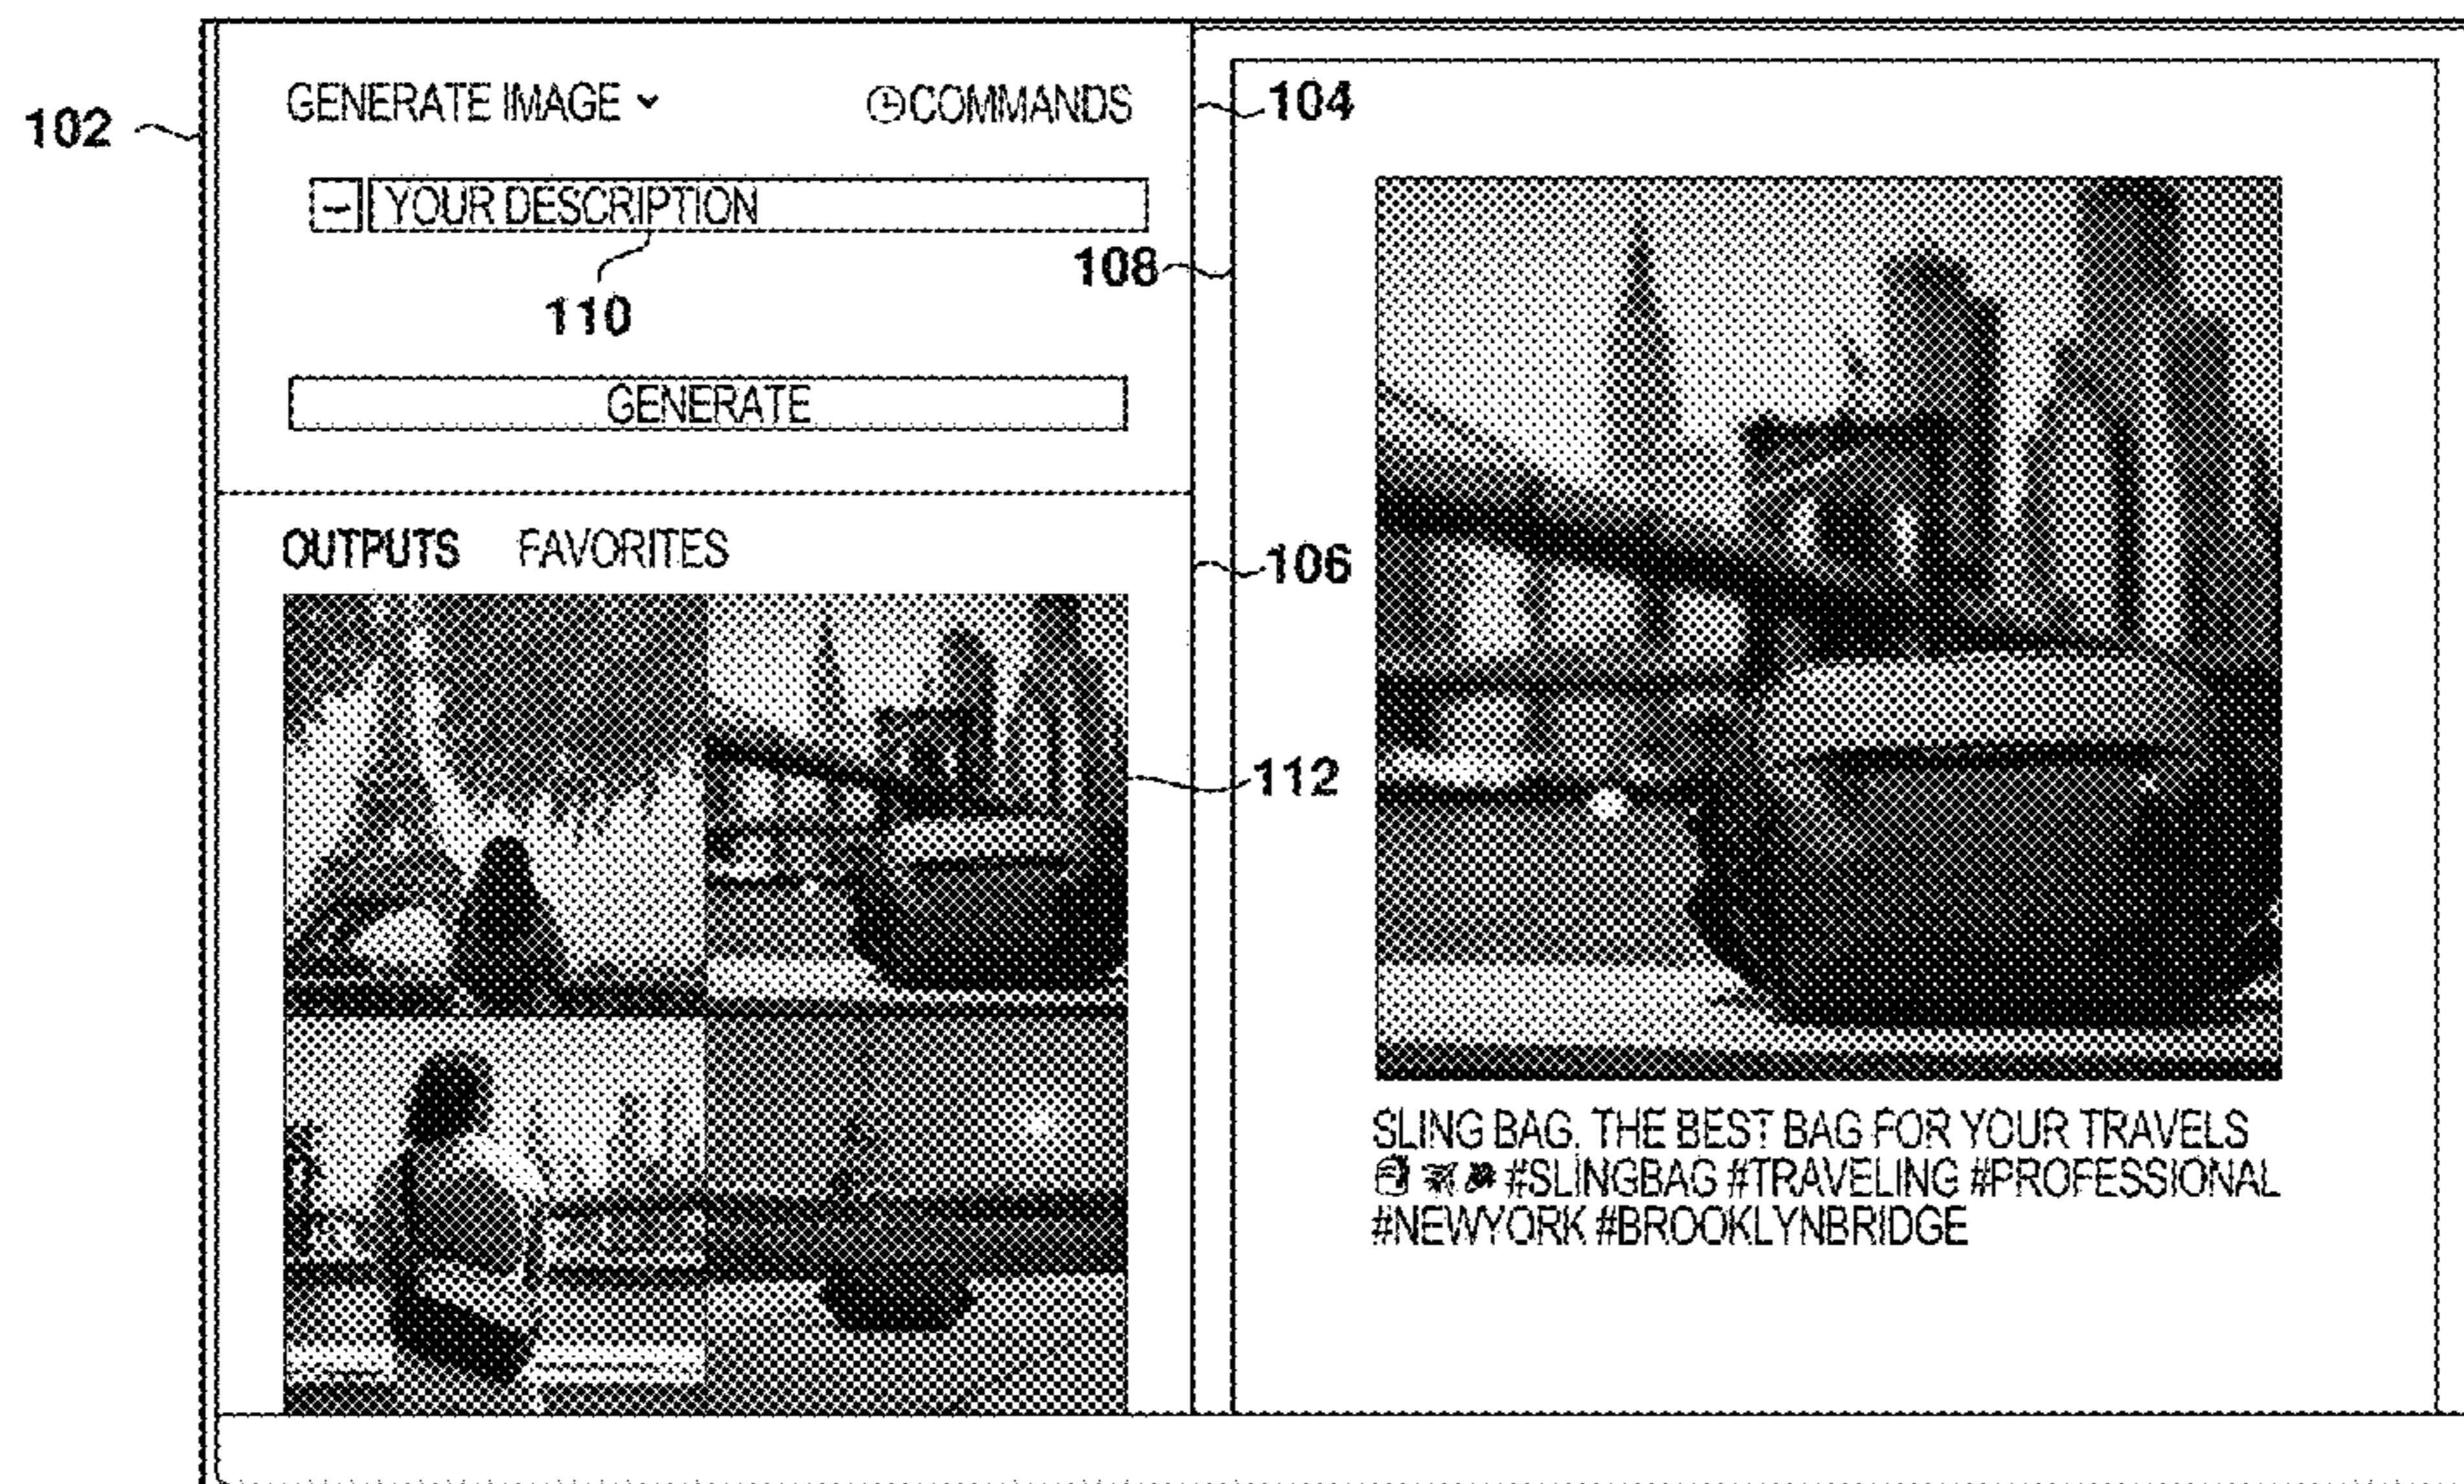 GENERATE IMAGE COMMANDS
102
104
YOUR DESCRIPTION
108
110
GENERATE
OUTPUTS FAVORITES
106
112
SLING BAG. THE BEST BAG FOR YOUR TRAVELS
#SLINGBAG #TRAVELING #PROFESSIONAL
#NEWYORK #BROOKLYNBRIDGE